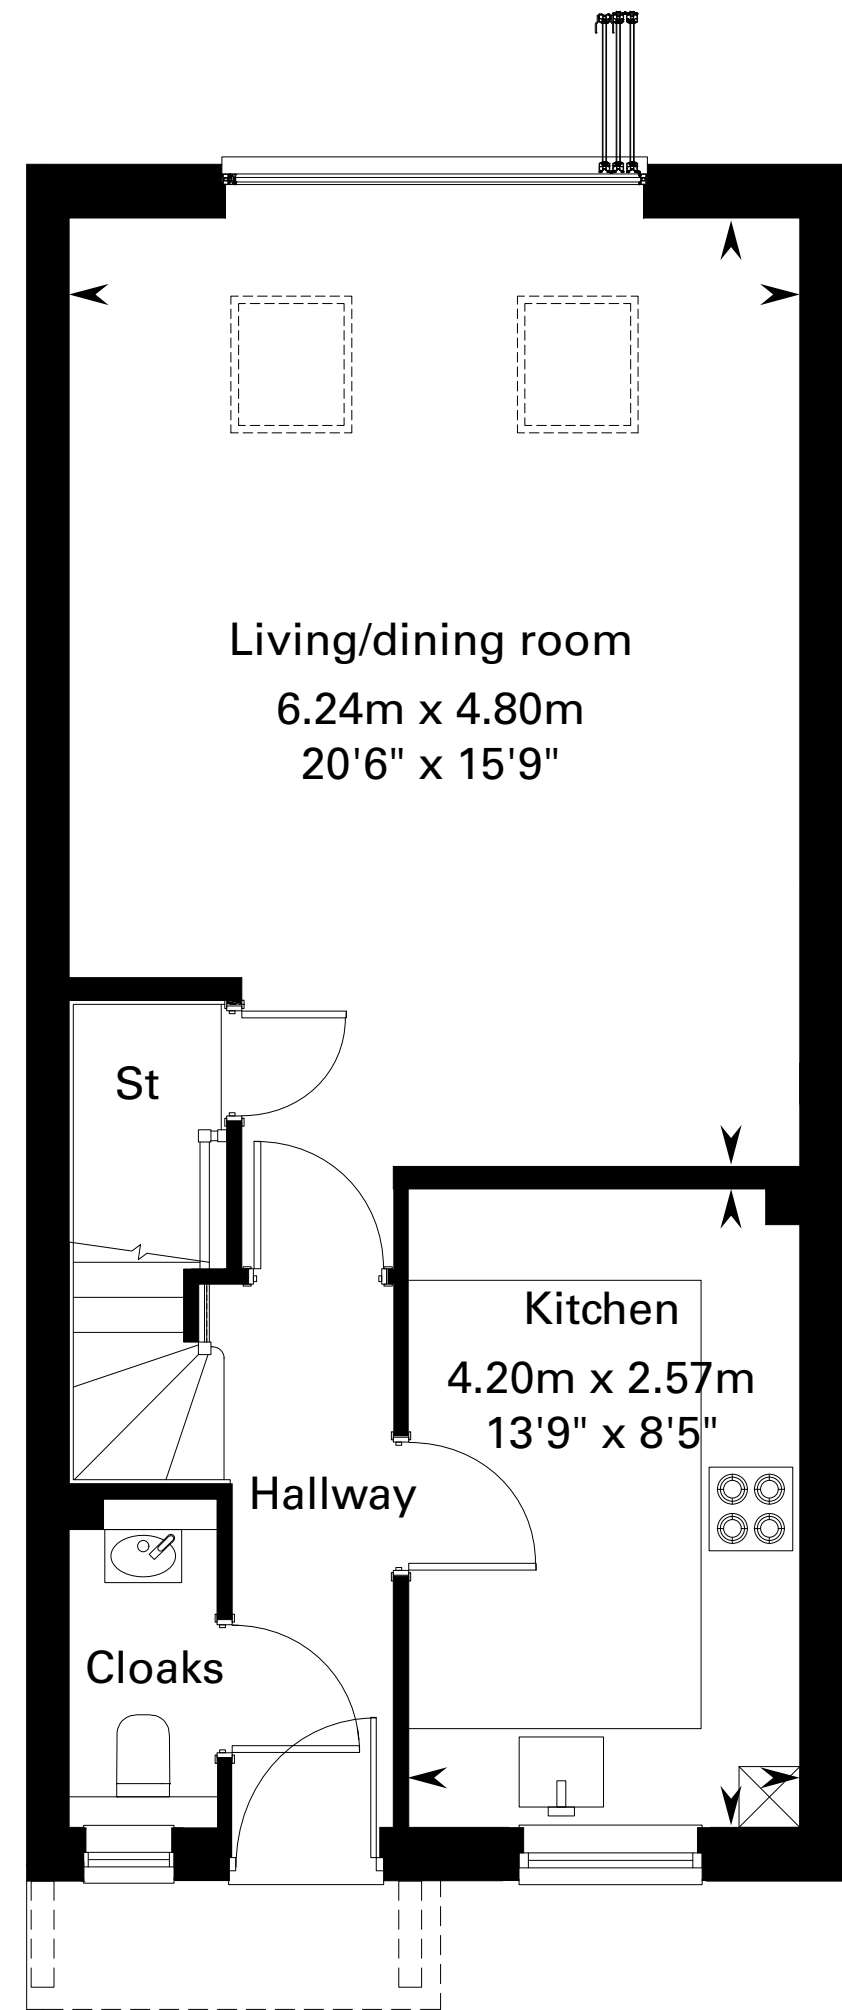 Living/dining room
6.24m x 4.80m
20'6" x 15'9"
St
Kitchen
4.20m x 2.57m
13'9" x 8'5"
Hallway
Cloaks